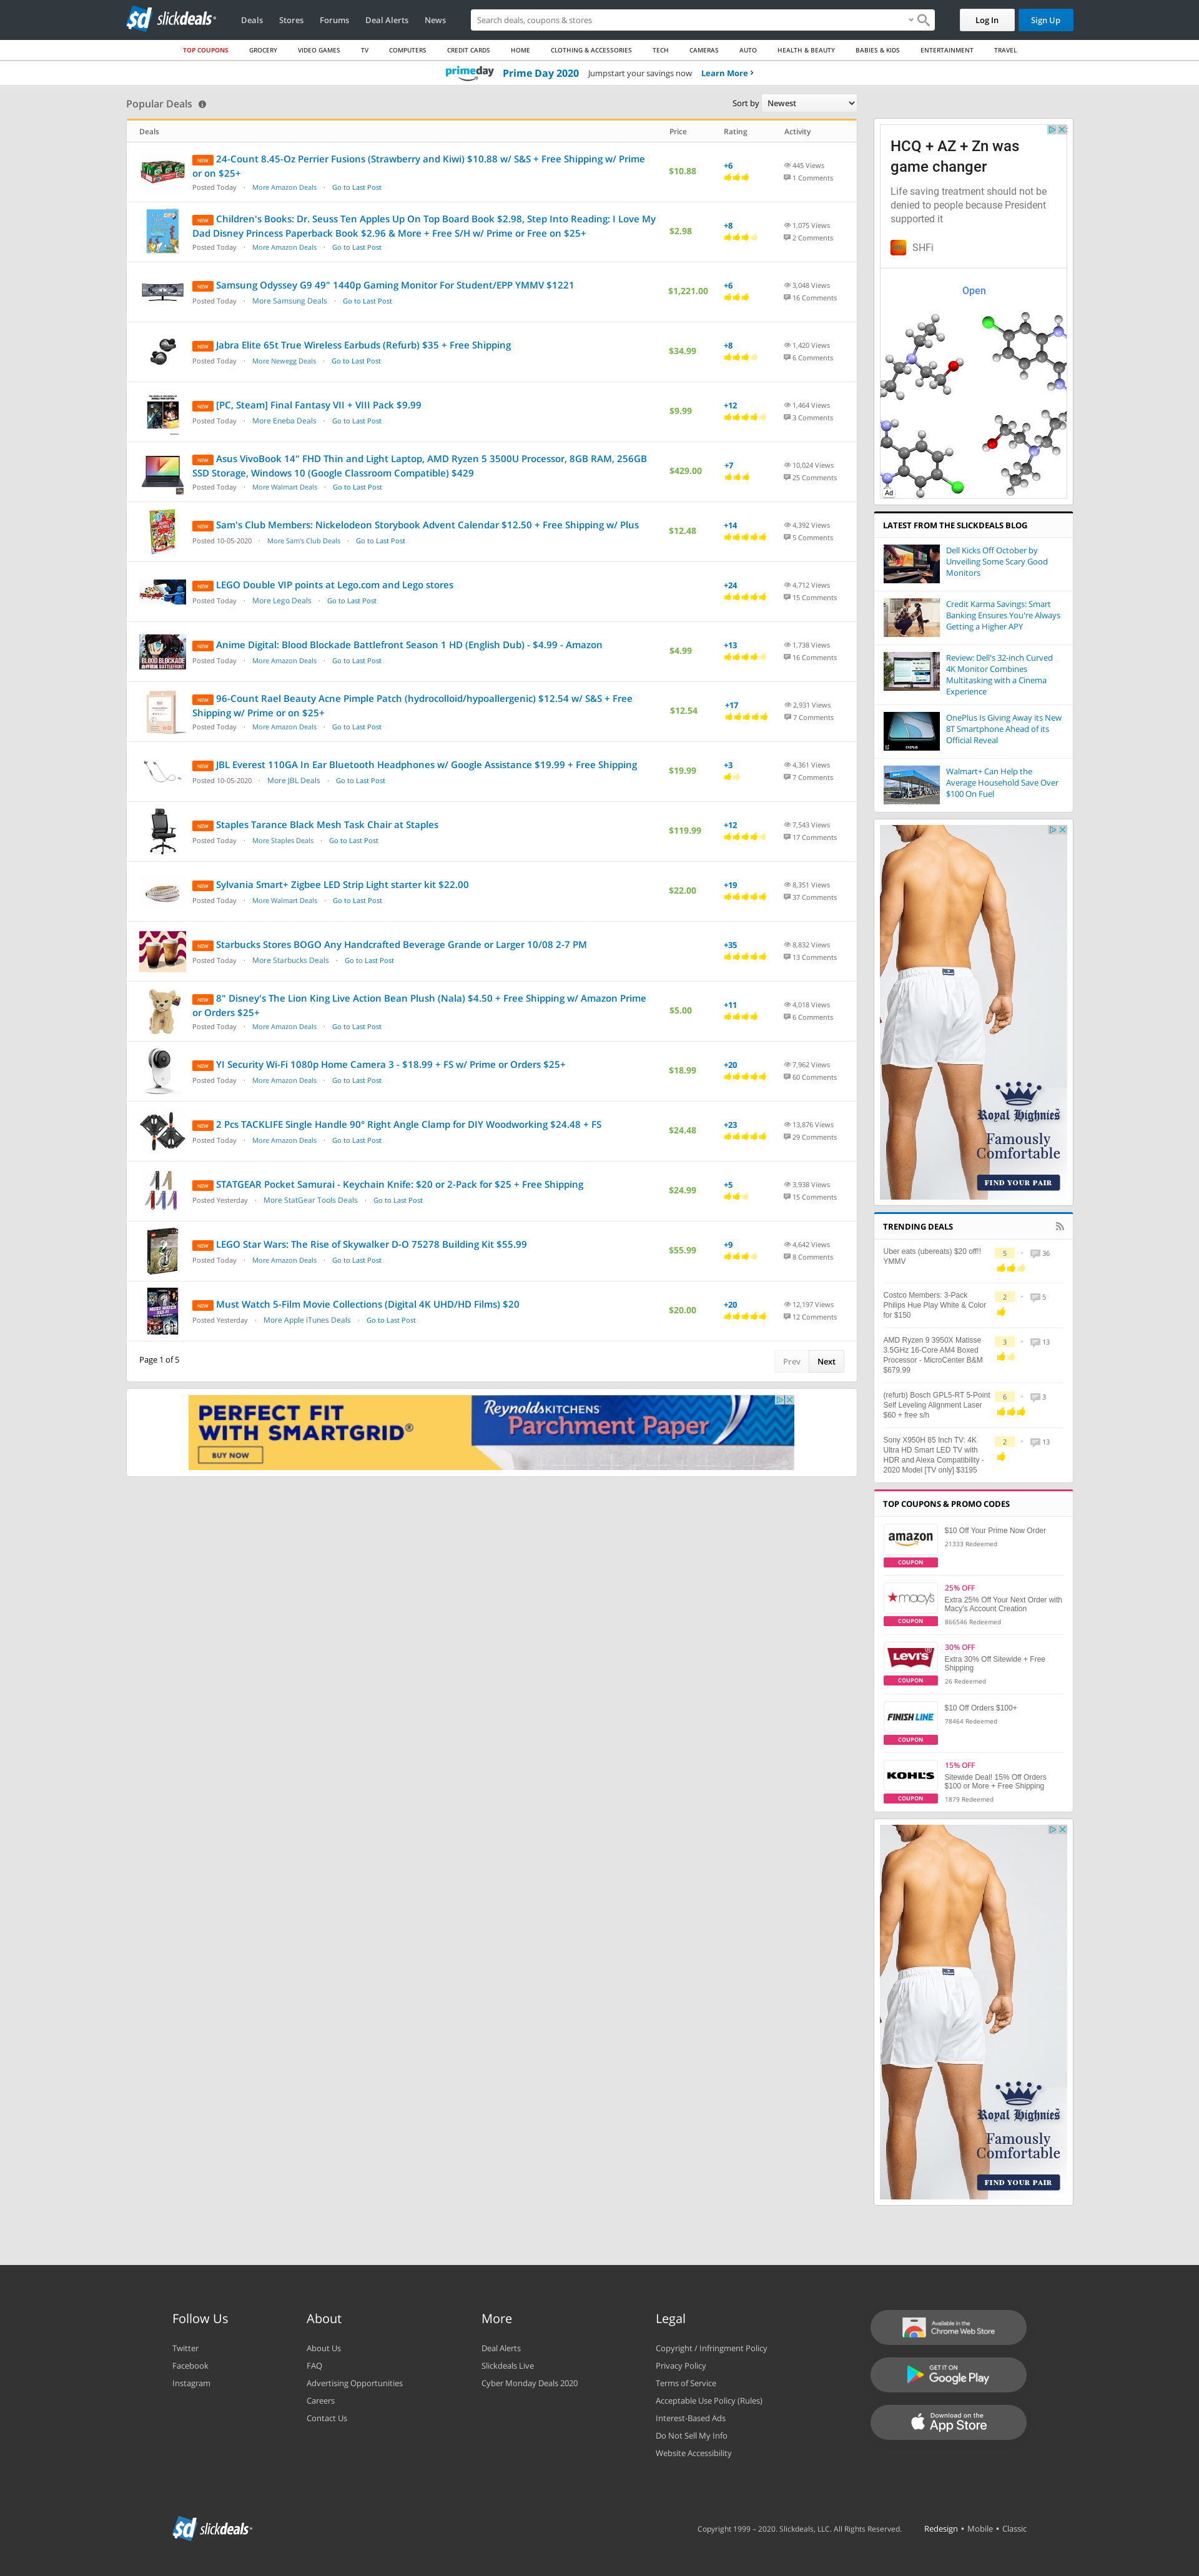 sd slickdeals
Deals
Stores
Forums
Deal Alerts
News
Search deals, coupons & stores
Log In
Sign Up
TOP COUPONS
GROCERY
VIDEO GAMES
TV
COMPUTERS
CREDIT CARDS
HOME
CLOTHING & ACCESSORIES
TECH
CAMERAS
AUTO
HEALTH & BEAUTY
BABIES & KIDS
ENTERTAINMENT
TRAVEL
primeday Prime Day 2020 Jumpstart your savings now Learn More ›
Popular Deals
Sort by Newest
Deals
Price
Rating
Activity
NEW 24-Count 8.45-Oz Perrier Fusions (Strawberry and Kiwi) $10.88 w/ S&S + Free Shipping w/ Prime
or on $25+
Posted Today · More Amazon Deals · Go to Last Post
$10.88
+6
445 Views
1 Comments
NEW Children's Books: Dr. Seuss Ten Apples Up On Top Board Book $2.98, Step Into Reading: I Love My
Dad Disney Princess Paperback Book $2.96 & More + Free S/H w/ Prime or Free on $25+
Posted Today · More Amazon Deals · Go to Last Post
$2.98
+8
1,075 Views
2 Comments
NEW Samsung Odyssey G9 49" 1440p Gaming Monitor For Student/EPP YMMV $1221
Posted Today · More Samsung Deals · Go to Last Post
$1,221.00
+6
3,048 Views
16 Comments
NEW Jabra Elite 65t True Wireless Earbuds (Refurb) $35 + Free Shipping
Posted Today · More Newegg Deals · Go to Last Post
$34.99
+8
1,420 Views
6 Comments
NEW [PC, Steam] Final Fantasy VII + VIII Pack $9.99
Posted Today · More Eneba Deals · Go to Last Post
$9.99
+12
1,464 Views
3 Comments
NEW Asus VivoBook 14" FHD Thin and Light Laptop, AMD Ryzen 5 3500U Processor, 8GB RAM, 256GB
SSD Storage, Windows 10 (Google Classroom Compatible) $429
Posted Today · More Walmart Deals · Go to Last Post
$429.00
+7
10,024 Views
25 Comments
NEW Sam's Club Members: Nickelodeon Storybook Advent Calendar $12.50 + Free Shipping w/ Plus
Posted 10-05-2020 · More Sam's Club Deals · Go to Last Post
$12.48
+14
4,392 Views
5 Comments
NEW LEGO Double VIP points at Lego.com and Lego stores
Posted Today · More Lego Deals · Go to Last Post
+24
4,712 Views
15 Comments
NEW Anime Digital: Blood Blockade Battlefront Season 1 HD (English Dub) - $4.99 - Amazon
Posted Today · More Amazon Deals · Go to Last Post
$4.99
+13
1,738 Views
16 Comments
NEW 96-Count Rael Beauty Acne Pimple Patch (hydrocolloid/hypoallergenic) $12.54 w/ S&S + Free
Shipping w/ Prime or on $25+
Posted Today · More Amazon Deals · Go to Last Post
$12.54
+17
2,931 Views
7 Comments
NEW JBL Everest 110GA In Ear Bluetooth Headphones w/ Google Assistance $19.99 + Free Shipping
Posted 10-05-2020 · More JBL Deals · Go to Last Post
$19.99
+3
4,361 Views
7 Comments
NEW Staples Tarance Black Mesh Task Chair at Staples
Posted Today · More Staples Deals · Go to Last Post
$119.99
+12
7,543 Views
17 Comments
NEW Sylvania Smart+ Zigbee LED Strip Light starter kit $22.00
Posted Today · More Walmart Deals · Go to Last Post
$22.00
+19
8,351 Views
37 Comments
NEW Starbucks Stores BOGO Any Handcrafted Beverage Grande or Larger 10/08 2-7 PM
Posted Today · More Starbucks Deals · Go to Last Post
+35
8,832 Views
13 Comments
NEW 8" Disney's The Lion King Live Action Bean Plush (Nala) $4.50 + Free Shipping w/ Amazon Prime
or Orders $25+
Posted Today · More Amazon Deals · Go to Last Post
$5.00
+11
4,018 Views
6 Comments
NEW YI Security Wi-Fi 1080p Home Camera 3 - $18.99 + FS w/ Prime or Orders $25+
Posted Today · More Amazon Deals · Go to Last Post
$18.99
+20
7,962 Views
60 Comments
NEW 2 Pcs TACKLIFE Single Handle 90° Right Angle Clamp for DIY Woodworking $24.48 + FS
Posted Today · More Amazon Deals · Go to Last Post
$24.48
+23
13,876 Views
29 Comments
NEW STATGEAR Pocket Samurai - Keychain Knife: $20 or 2-Pack for $25 + Free Shipping
Posted Yesterday · More StatGear Tools Deals · Go to Last Post
$24.99
+5
3,938 Views
15 Comments
NEW LEGO Star Wars: The Rise of Skywalker D-O 75278 Building Kit $55.99
Posted Today · More Amazon Deals · Go to Last Post
$55.99
+9
4,642 Views
8 Comments
NEW Must Watch 5-Film Movie Collections (Digital 4K UHD/HD Films) $20
Posted Yesterday · More Apple iTunes Deals · Go to Last Post
$20.00
+20
12,197 Views
12 Comments
Page 1 of 5
Prev
Next
PERFECT FIT
WITH SMARTGRID®
BUY NOW
Reynolds KITCHENS
Parchment Paper
HCQ + AZ + Zn was
game changer
Life saving treatment should not be
denied to people because President
supported it
SHFi
Open
Ad
LATEST FROM THE SLICKDEALS BLOG
Dell Kicks Off October by
Unveiling Some Scary Good
Monitors
Credit Karma Savings: Smart
Banking Ensures You're Always
Getting a Higher APY
Review: Dell's 32-inch Curved
4K Monitor Combines
Multitasking with a Cinema
Experience
OnePlus Is Giving Away its New
8T Smartphone Ahead of its
Official Reveal
Walmart+ Can Help the
Average Household Save Over
$100 On Fuel
Royal Highnies
Famously
Comfortable
FIND YOUR PAIR
TRENDING DEALS
Uber eats (ubereats) $20 off!!
YMMV
5 · 36
Costco Members: 3-Pack
Philips Hue Play White & Color
for $150
2 · 5
AMD Ryzen 9 3950X Matisse
3.5GHz 16-Core AM4 Boxed
Processor - MicroCenter B&M
$679.99
3 · 13
(refurb) Bosch GPL5-RT 5-Point
Self Leveling Alignment Laser
$60 + free s/h
6 · 3
Sony X950H 85 Inch TV: 4K
Ultra HD Smart LED TV with
HDR and Alexa Compatibility -
2020 Model [TV only] $3195
2 · 13
TOP COUPONS & PROMO CODES
amazon
COUPON
$10 Off Your Prime Now Order
21333 Redeemed
macy's
COUPON
25% OFF
Extra 25% Off Your Next Order with
Macy's Account Creation
866546 Redeemed
LEVI'S
COUPON
30% OFF
Extra 30% Off Sitewide + Free
Shipping
26 Redeemed
FINISH LINE
COUPON
$10 Off Orders $100+
78464 Redeemed
KOHL'S
COUPON
15% OFF
Sitewide Deal! 15% Off Orders
$100 or More + Free Shipping
1879 Redeemed
Royal Highnies
Famously
Comfortable
FIND YOUR PAIR
Follow Us
Twitter
Facebook
Instagram
About
About Us
FAQ
Advertising Opportunities
Careers
Contact Us
More
Deal Alerts
Slickdeals Live
Cyber Monday Deals 2020
Legal
Copyright / Infringment Policy
Privacy Policy
Terms of Service
Acceptable Use Policy (Rules)
Interest-Based Ads
Do Not Sell My Info
Website Accessibility
Available in the
Chrome Web Store
GET IT ON
Google Play
Download on the
App Store
sd slickdeals
Copyright 1999 – 2020. Slickdeals, LLC. All Rights Reserved.
Redesign • Mobile • Classic